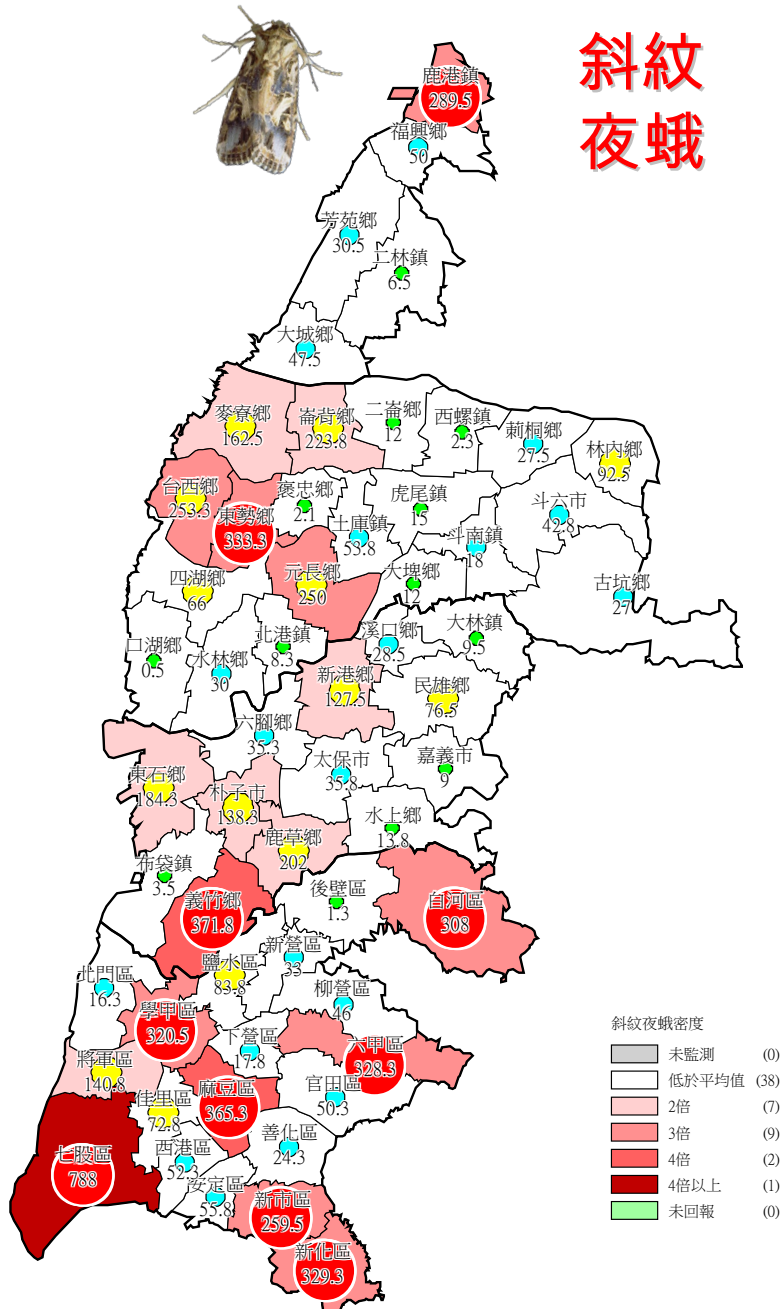 斜紋
夜蛾
鹿港鎮
289.5
福興鄉
50
芳苑鄉
30.5
二林鎮
6.5
大城鄉
47.5
麥寮鄉
162.5
崙背鄉
223.8
二崙鄉
12
西螺鎮
2.3
莿桐鄉
27.5
林內鄉
92.5
台西鄉
253.3
東勢鄉
333.3
褒忠鄉
2.1
土庫鎮
53.8
虎尾鎮
15
斗南鎮
18
斗六市
42.8
四湖鄉
66
元長鄉
250
大埤鄉
12
古坑鄉
27
口湖鄉
0.5
水林鄉
30
北港鎮
8.3
溪口鄉
28.5
大林鎮
9.5
新港鄉
127.5
民雄鄉
76.5
六腳鄉
35.3
太保市
35.8
嘉義市
9
東石鄉
184.3
朴子市
138.3
鹿草鄉
202
水上鄉
13.8
布袋鎮
3.5
義竹鄉
371.8
後壁區
1.3
白河區
308
北門區
16.3
鹽水區
83.8
新營區
33
柳營區
46
學甲區
320.5
下營區
17.8
六甲區
328.3
將軍區
140.8
佳里區
72.8
麻豆區
365.3
官田區
50.3
七股區
788
西港區
52.3
善化區
24.3
安定區
55.8
新市區
259.5
新化區
329.3
斜紋夜蛾密度
未監測 (0)
低於平均值 (38)
2倍 (7)
3倍 (9)
4倍 (2)
4倍以上 (1)
未回報 (0)